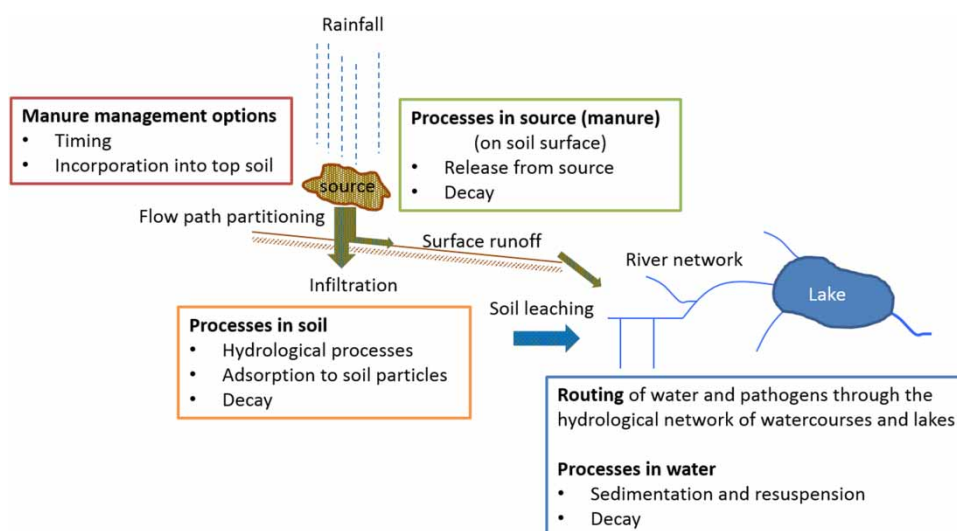 Rainfall
Manure management options
• Timing
• Incorporation into top soil
Processes in source (manure)
(on soil surface)
• Release from source
• Decay
source
Flow path partitioning
Surface runoff
Infiltration
River network
Lake
Soil leaching
Processes in soil
• Hydrological processes
• Adsorption to soil particles
• Decay
Routing of water and pathogens through the
hydrological network of watercourses and lakes
Processes in water
• Sedimentation and resuspension
• Decay